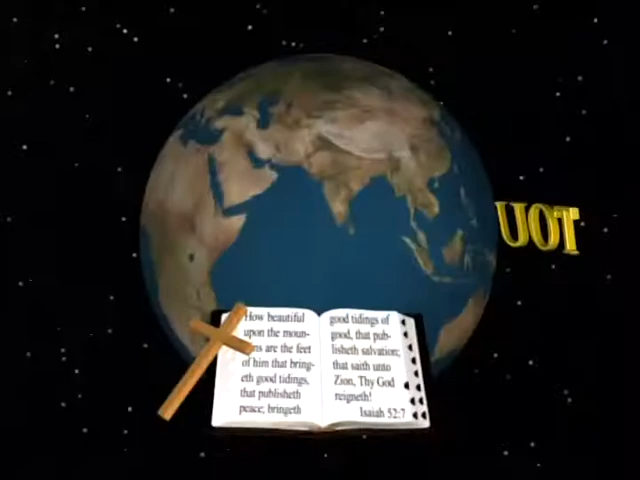 UOT
How beautiful
upon the moun-
are the feet
of him that bring-
eth good tidings,
that publisheth
peace; bringeth
good tidings of
good, that pub-
lisheth salvation;
that saith unto
Zion, Thy God
reigneth!
Isaiah 52:7